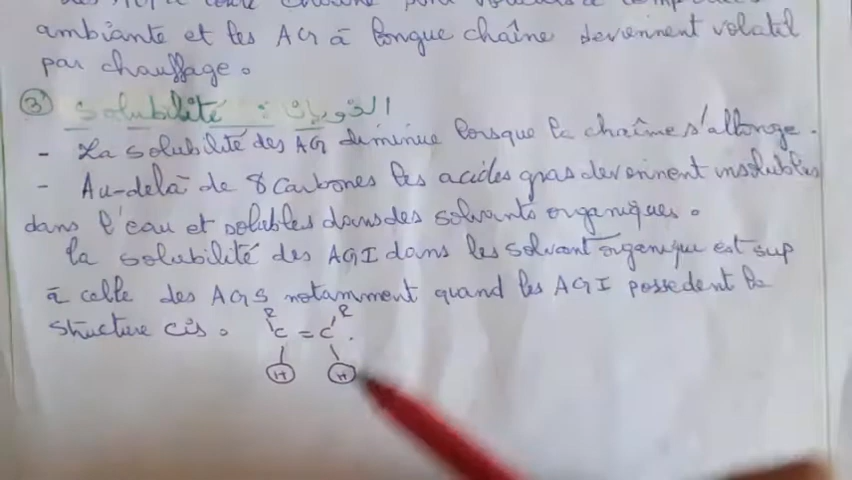 ambiante et les AG à longue chaîne deviennent volatil
par chauffage.
3 Solubilité : الذوبان
- La solubilité des AG diminue lorsque la chaîne s'allonge.
- Au-delà de 8 Carbones les acides gras deviennent insolubles
dans l'eau et solubles dans des solvants organiques.
la solubilité des AGI dans les solvant organique est sup
à celle des AGS notamment quand les AGI possedent la
structure cis. R C = C R.
H H